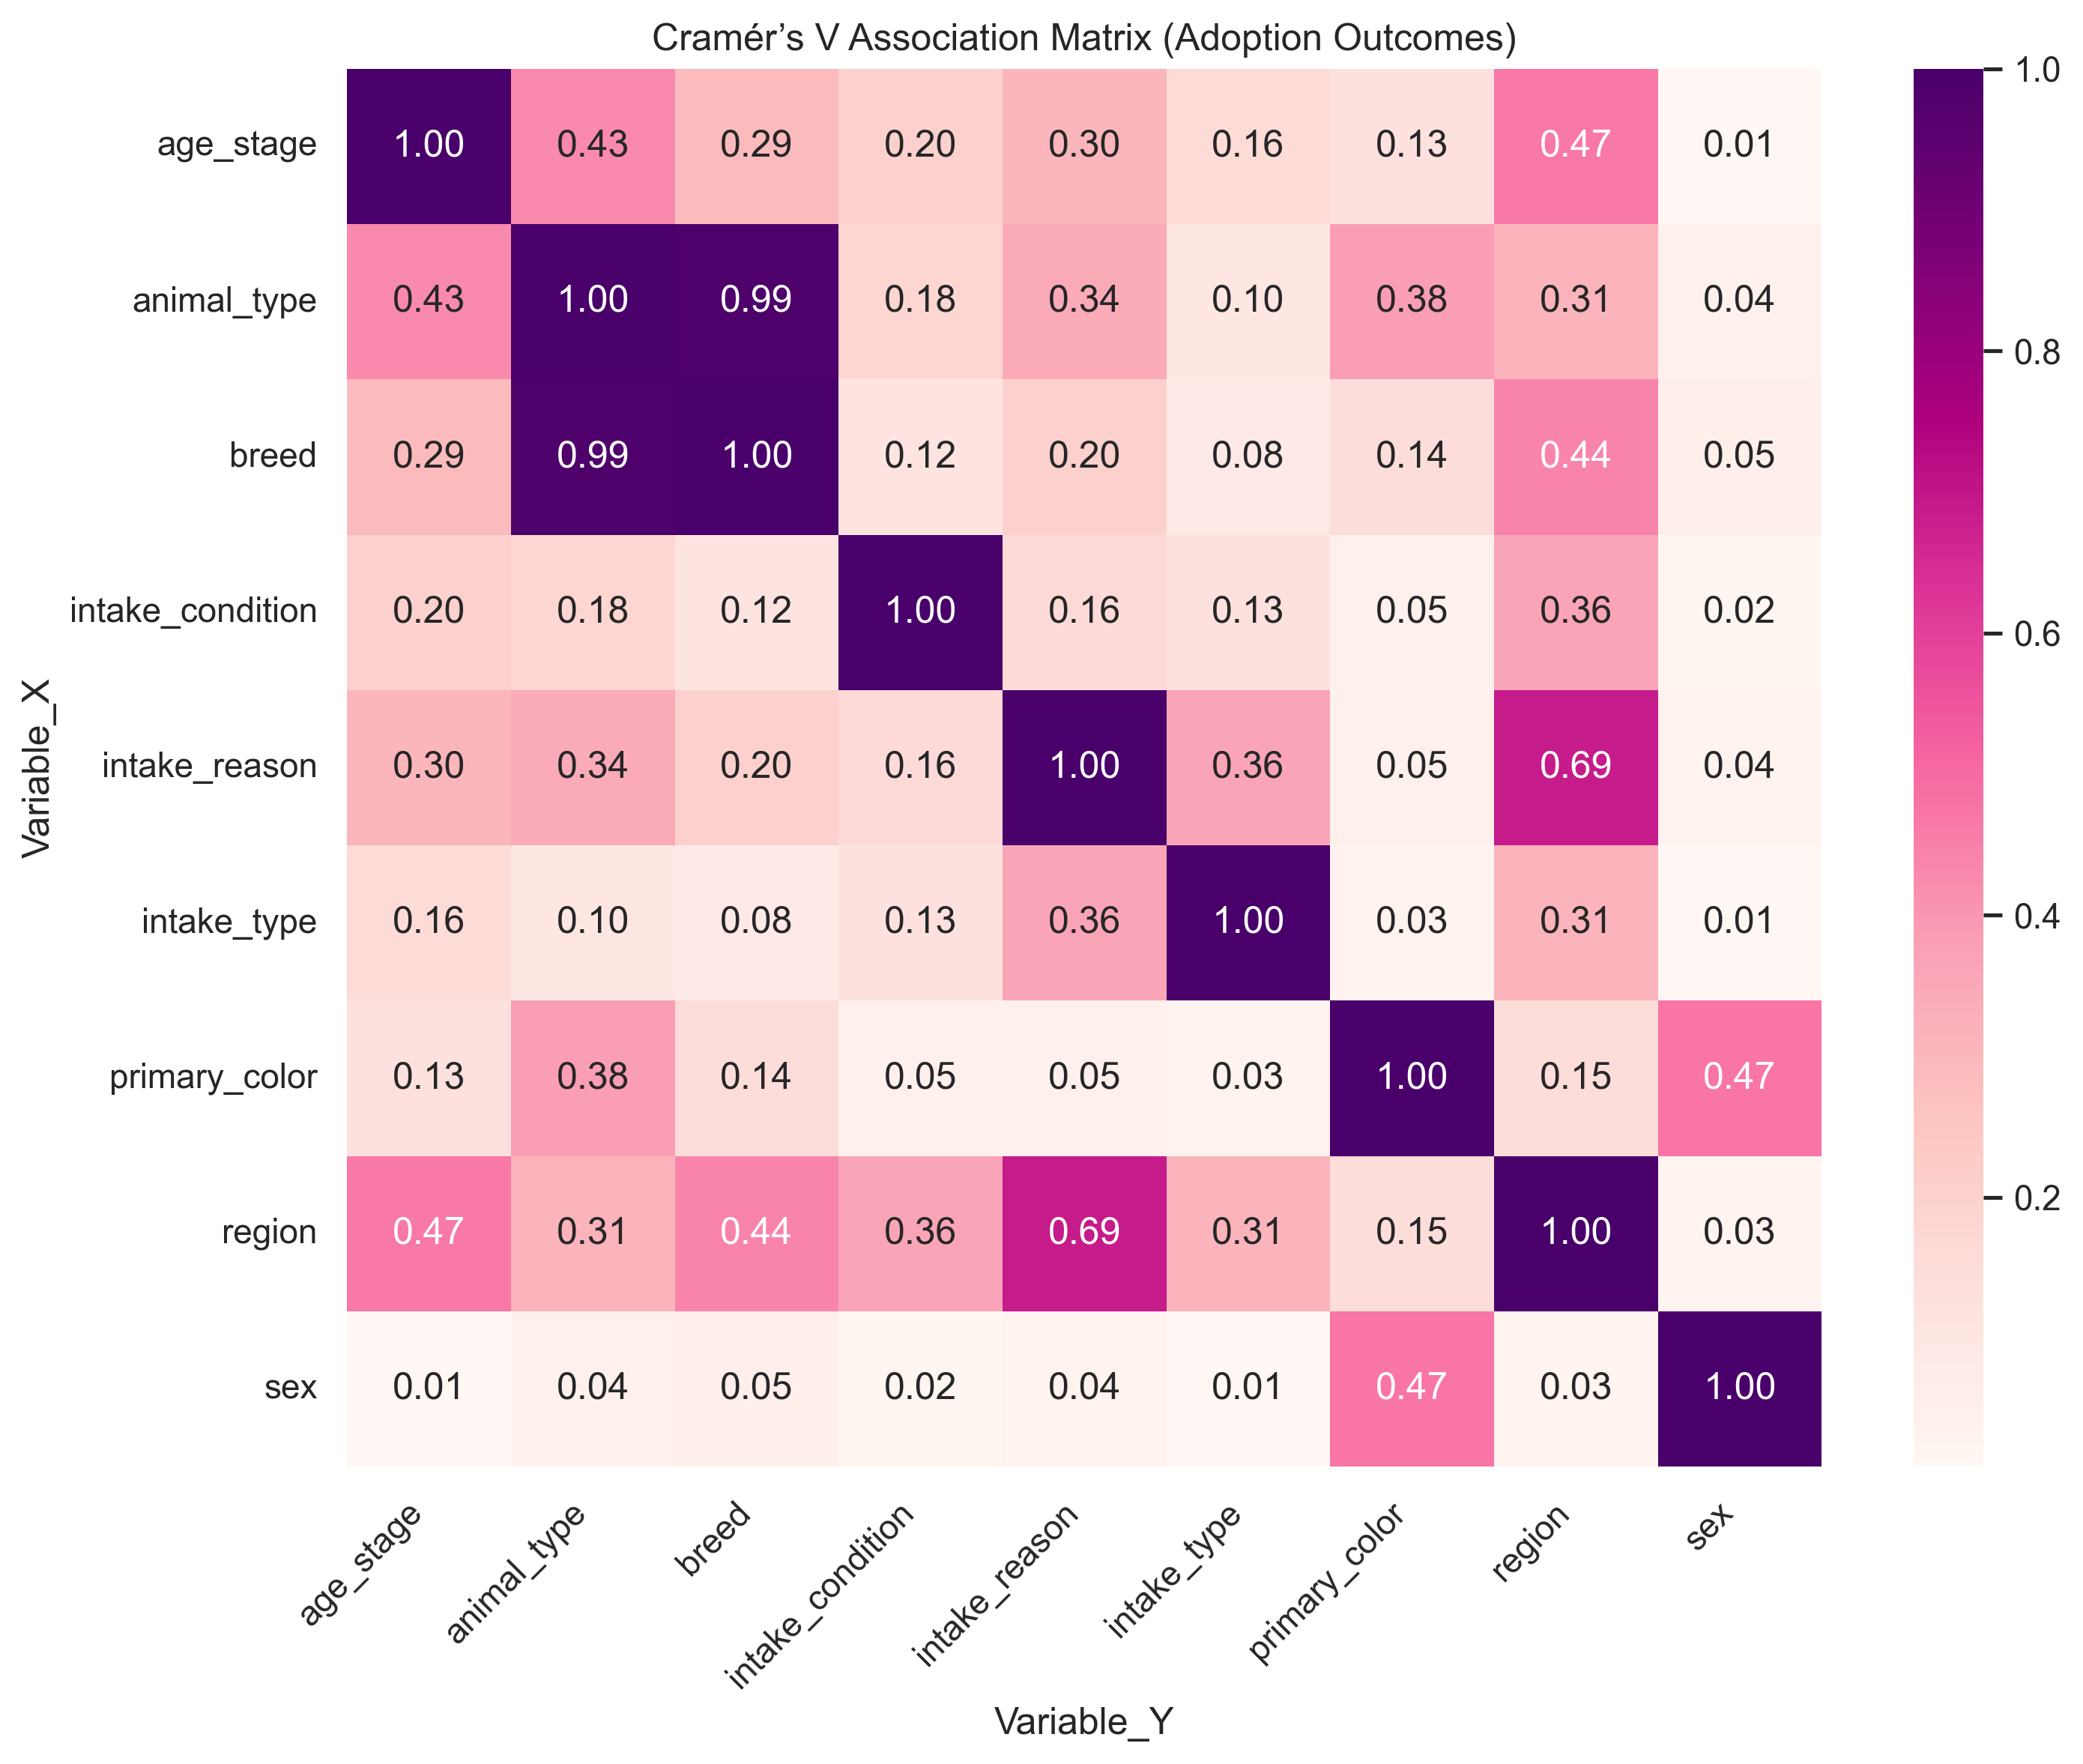 Cramér’s V Association Matrix (Adoption Outcomes)
age_stage 1.00 0.43 0.29 0.20 0.30 0.16 0.13 0.47 0.01
animal_type 0.43 1.00 0.99 0.18 0.34 0.10 0.38 0.31 0.04
breed 0.29 0.99 1.00 0.12 0.20 0.08 0.14 0.44 0.05
intake_condition 0.20 0.18 0.12 1.00 0.16 0.13 0.05 0.36 0.02
intake_reason 0.30 0.34 0.20 0.16 1.00 0.36 0.05 0.69 0.04
intake_type 0.16 0.10 0.08 0.13 0.36 1.00 0.03 0.31 0.01
primary_color 0.13 0.38 0.14 0.05 0.05 0.03 1.00 0.15 0.47
region 0.47 0.31 0.44 0.36 0.69 0.31 0.15 1.00 0.03
sex 0.01 0.04 0.05 0.02 0.04 0.01 0.47 0.03 1.00
Variable_X
age_stage animal_type breed intake_condition intake_reason intake_type primary_color region sex
Variable_Y
1.0
0.8
0.6
0.4
0.2